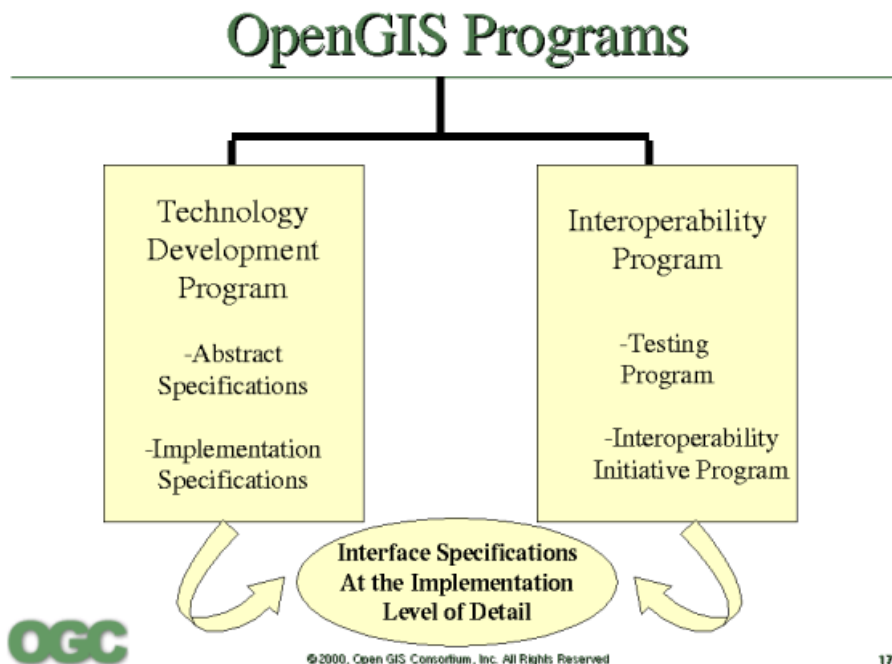 OpenGIS Programs
Technology
Development
Program
-Abstract
Specifications
-Implementation
Specifications
Interoperability
Program
-Testing
Program
-Interoperability
Initiative Program
Interface Specifications
At the Implementation
Level of Detail
OGC
©2000, Open GIS Consortium, Inc. All Rights Reserved
17